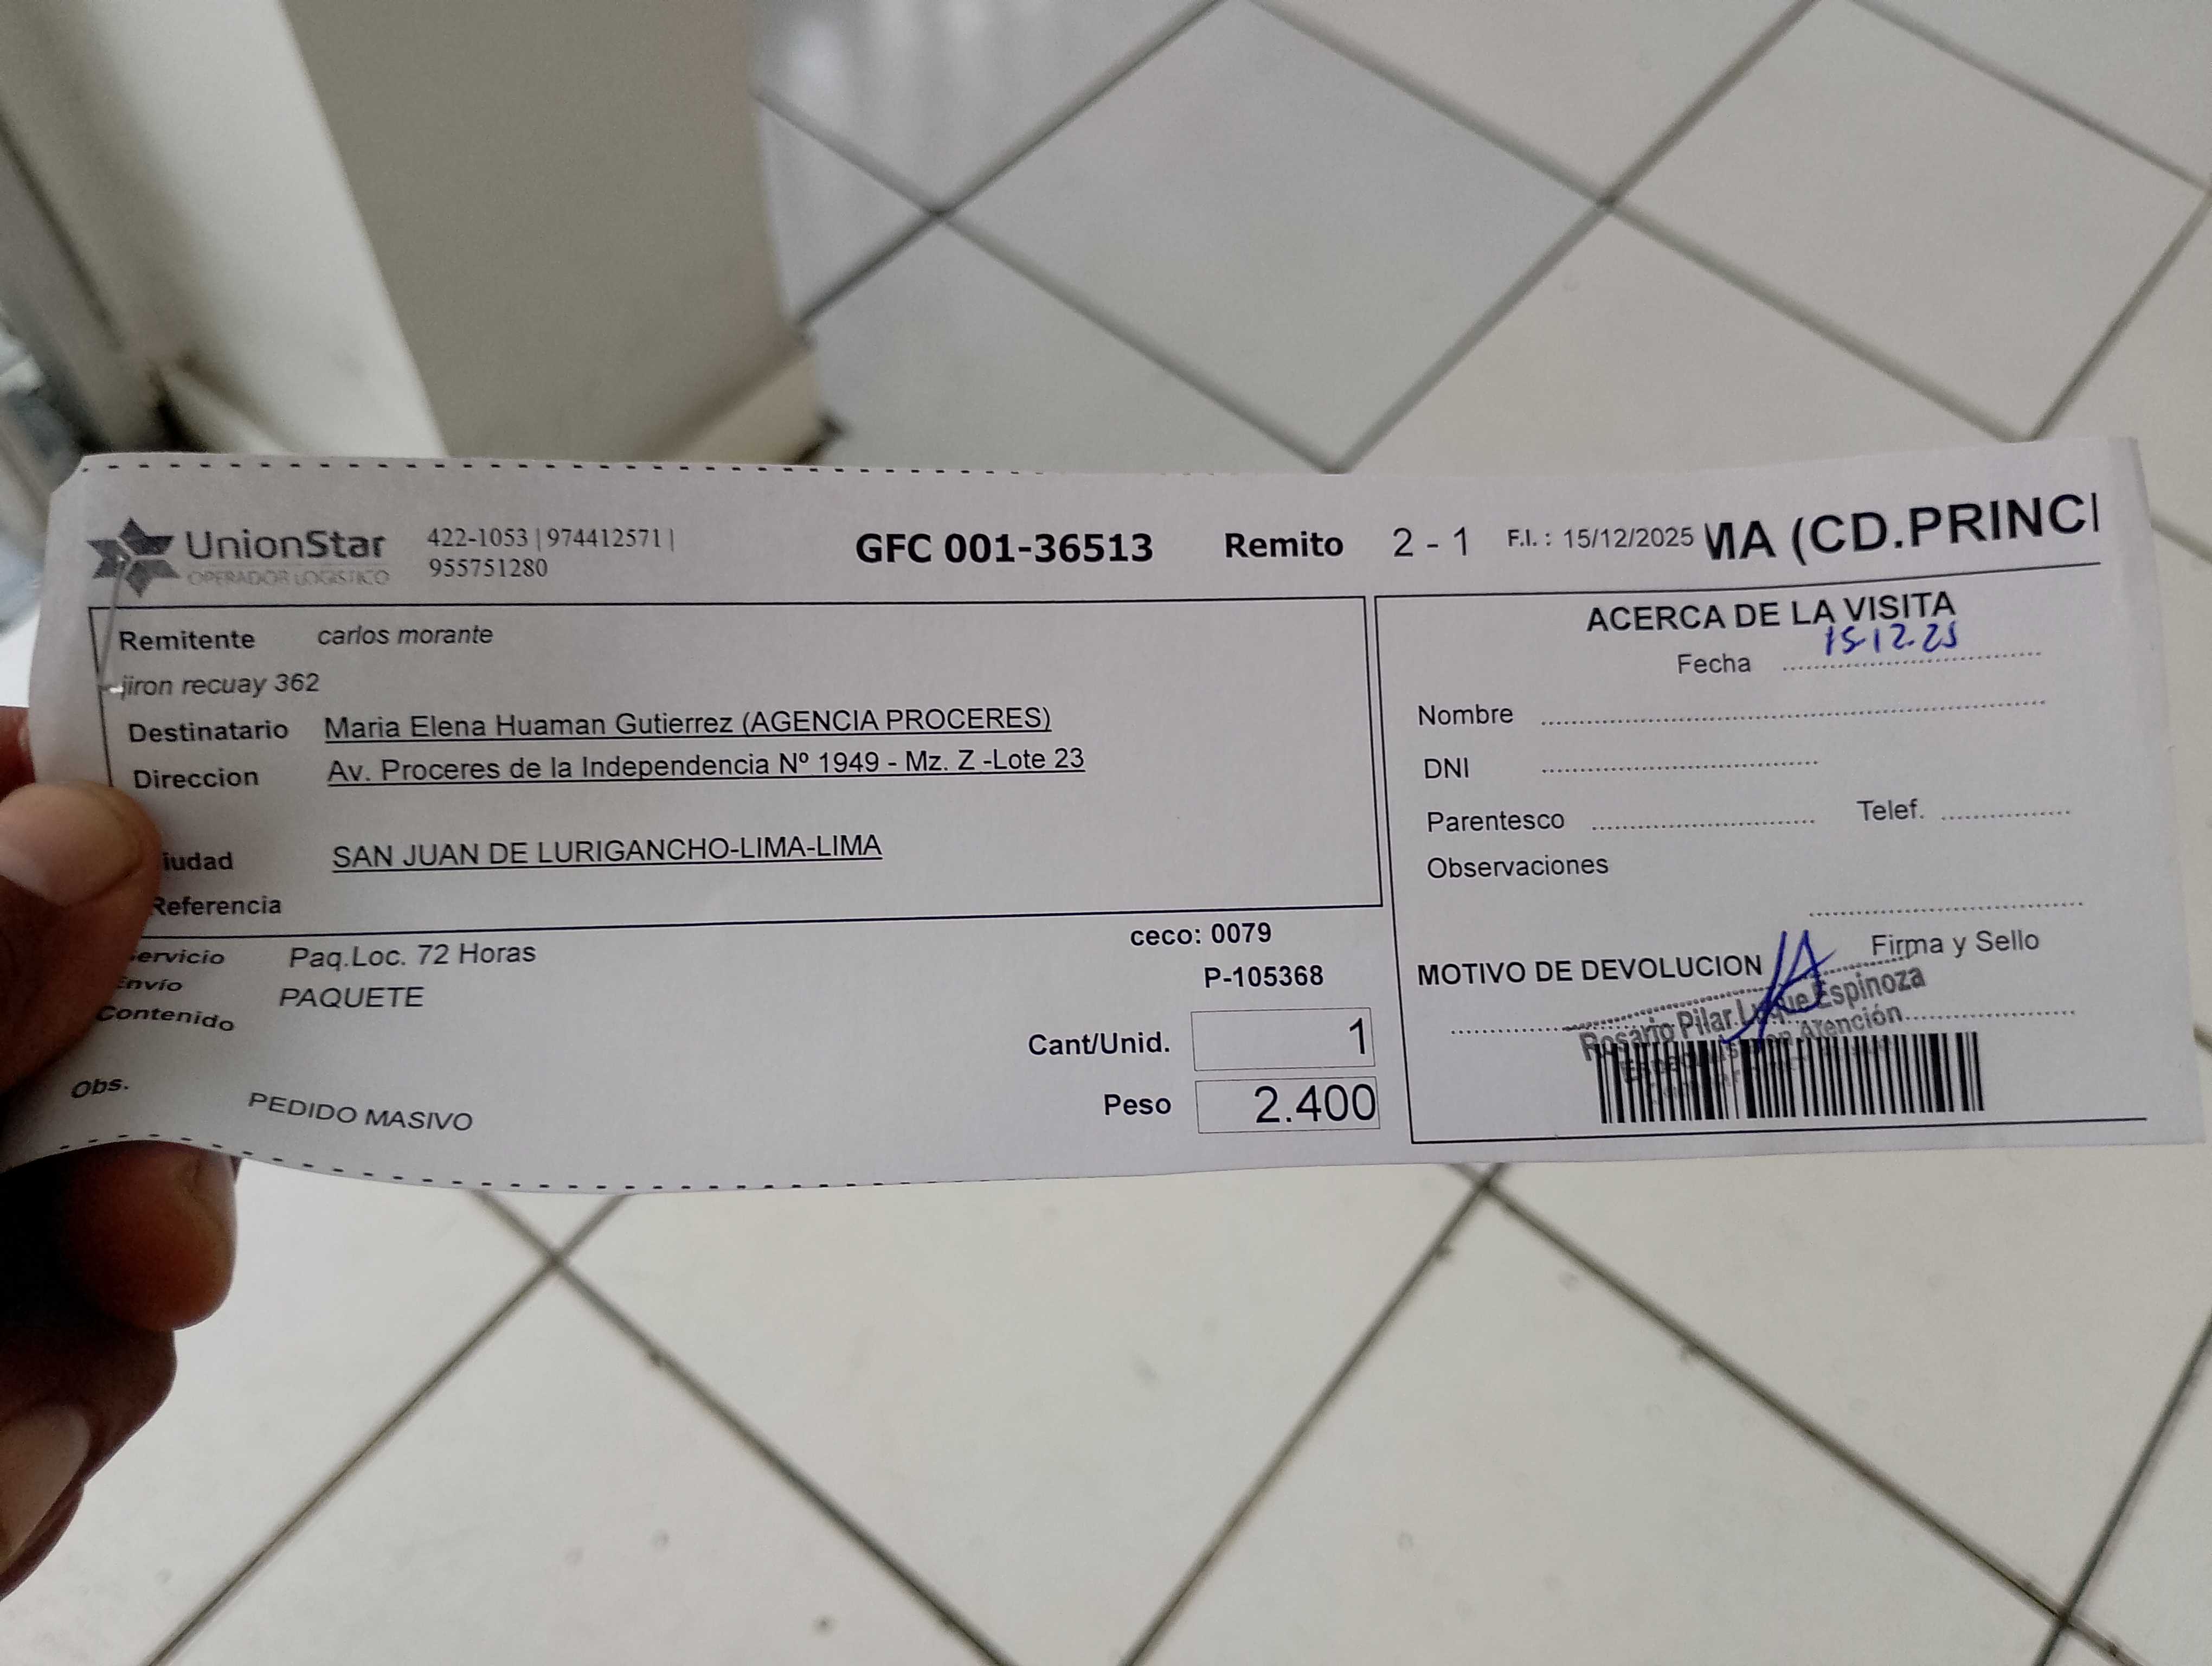 UnionStar
OPERADOR LOGISTICO
422-1053 | 974412571 |
955751280
GFC 001-36513 Remito 2 - 1 F.I. : 15/12/2025 MA (CD.PRINCI
Remitente carlos morante
jiron recuay 362
Destinatario Maria Elena Huaman Gutierrez (AGENCIA PROCERES)
Direccion Av. Proceres de la Independencia Nº 1949 - Mz. Z -Lote 23
iudad SAN JUAN DE LURIGANCHO-LIMA-LIMA
Referencia
ervicio Paq.Loc. 72 Horas
Envío PAQUETE
Contenido
Obs. PEDIDO MASIVO
ceco: 0079
P-105368
Cant/Unid. 1
Peso 2.400
ACERCA DE LA VISITA
Fecha 15-12-25
Nombre
DNI
Parentesco Telef.
Observaciones
Firma y Sello
MOTIVO DE DEVOLUCION
Rosario Pilar Luque Espinoza
Atención